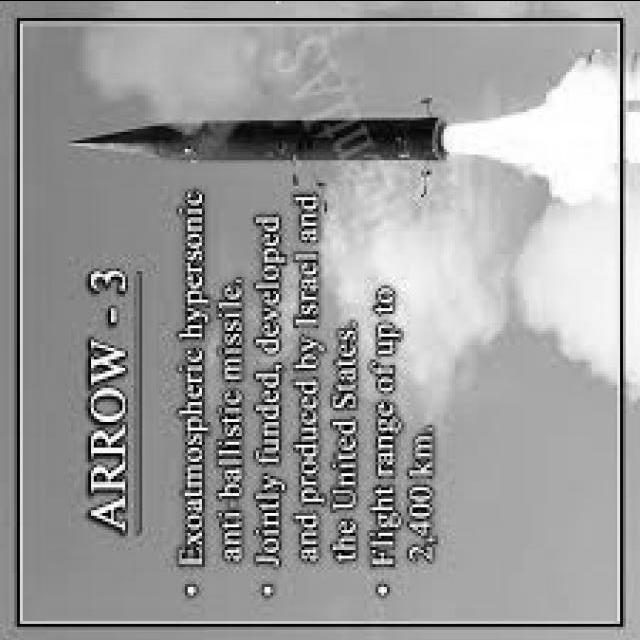 ARROW - 3
• Exoatmospheric hypersonic
anti-ballistic missile.
• Jointly funded, developed
and produced by Israel and
the United States.
• Flight range of up to
2,400 km.